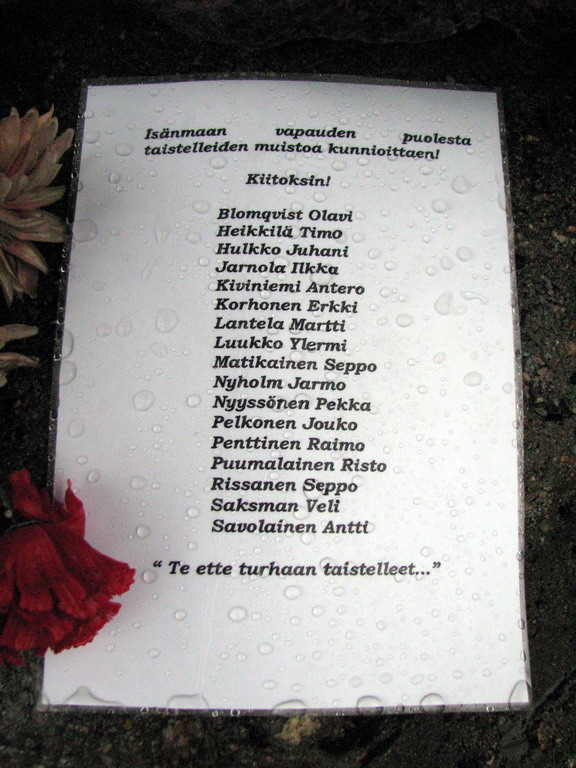 Isänmaan vapauden puolesta
taistelleiden muistoa kunnioittaen!
Kiitoksin!
Blomqvist Olavi
Heikkilä Timo
Hulkko Juhani
Jarnola Ilkka
Kiviniemi Antero
Korhonen Erkki
Lantela Martti
Luukko Ylermi
Matikainen Seppo
Nyholm Jarmo
Nyyssönen Pekka
Pelkonen Jouko
Penttinen Raimo
Puumalainen Risto
Rissanen Seppo
Saksman Veli
Savolainen Antti
“ Te ette turhaan taistelleet...”